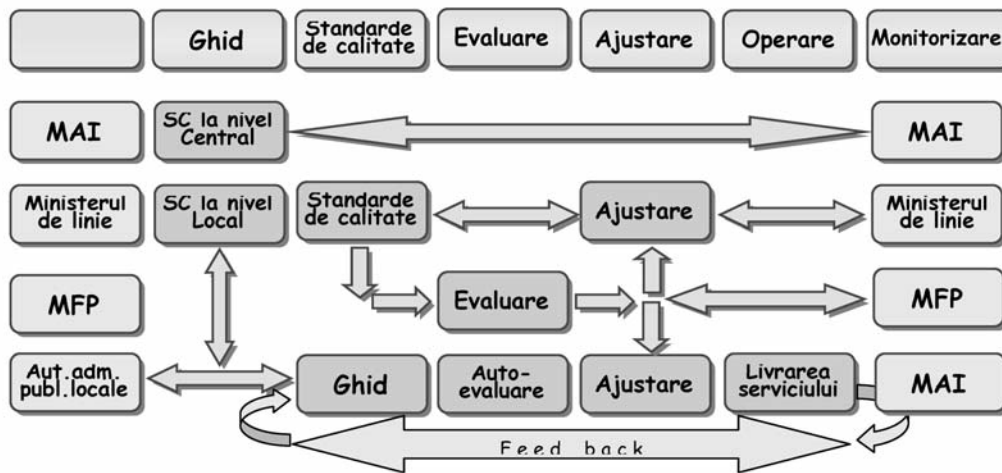 Ghid
Standarde
de calitate
Evaluare
Ajustare
Operare
Monitorizare
MAI
SC la nivel
Central
MAI
Ministerul
de linie
SC la nivel
Local
Standarde
de calitate
Ajustare
Ministerul
de linie
MFP
Evaluare
MFP
Aut.adm.
publ.locale
Ghid
Auto-
evaluare
Ajustare
Livrarea
serviciului
MAI
Feed back